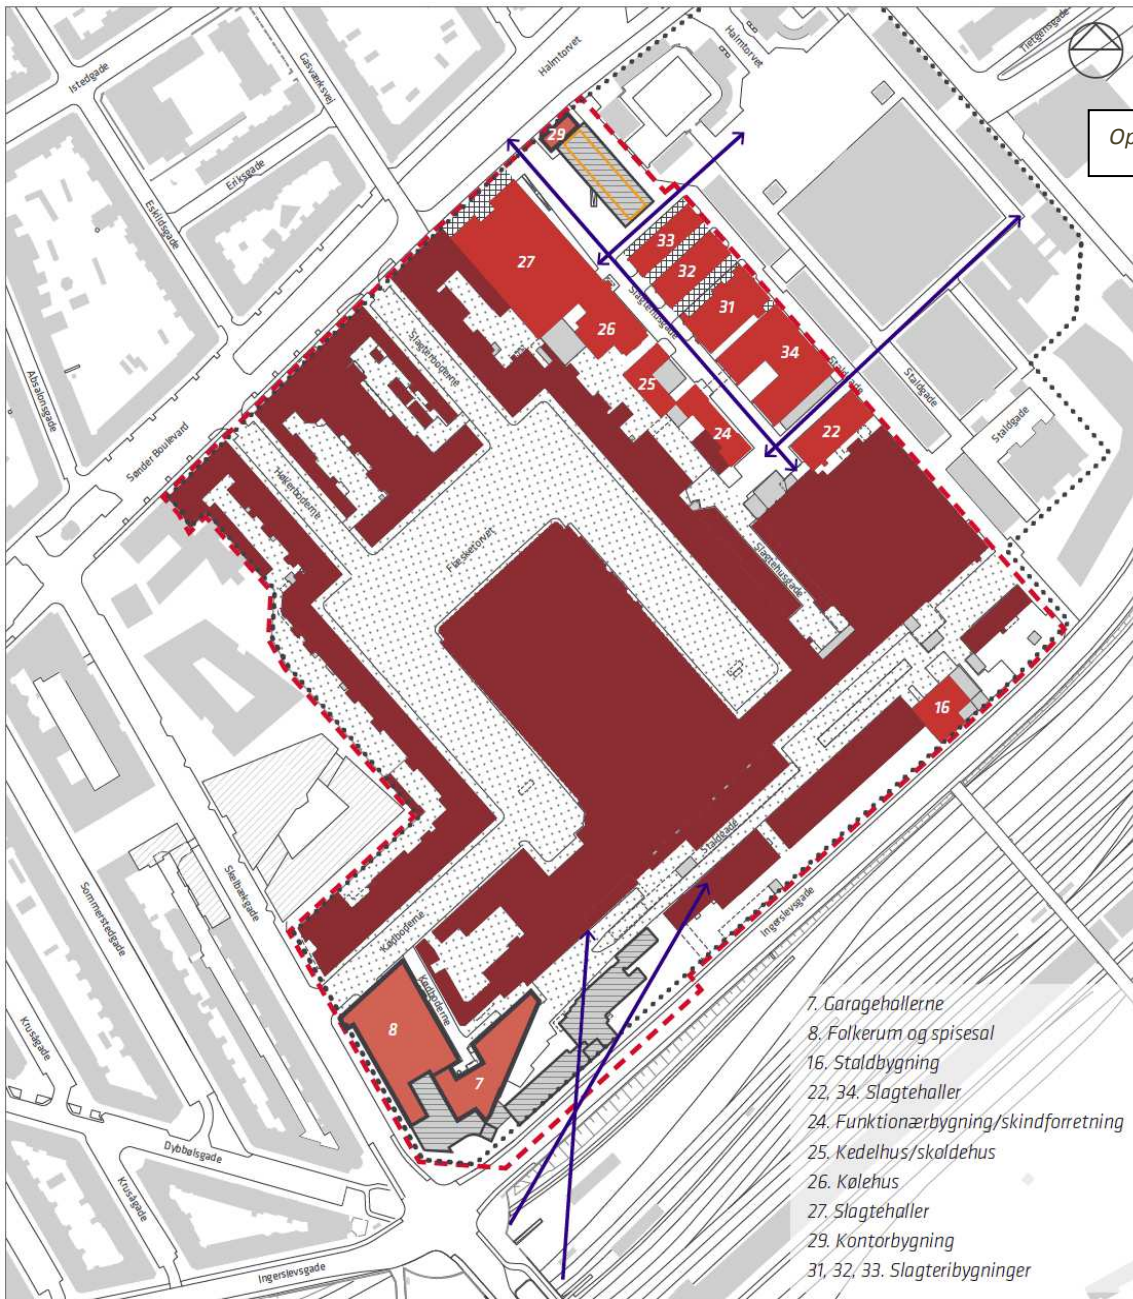 Istedgade
Gasværksvej
Halmtorvet
Halmtorvet
Tietgensgade
Op
Eriksgade
Eskildsgade
29
33
32
31
34
27
26
25
24
22
Slagtehusgade
Staldgade
Staldgade
Staldgade
Absalonsgade
Sønder Boulevard
Slagterboderne
Høkerboderne
Flæsketorvet
Slagtehusgade
16
Sommerstedgade
Skelbækgade
Staldgade
Ingerslevsgade
Kødboderne
Kødboderne
8
7
Krusågade
Dybbølsgade
Krusågade
Ingerslevsgade
7. Garagehallerne
8. Folkerum og spisesal
16. Staldbygning
22, 34. Slagtehaller
24. Funktionærbygning/skindforretning
25. Kedelhus/skoldehus
26. Kølehus
27. Slagtehaller
29. Kontorbygning
31, 32, 33. Slagteribygninger